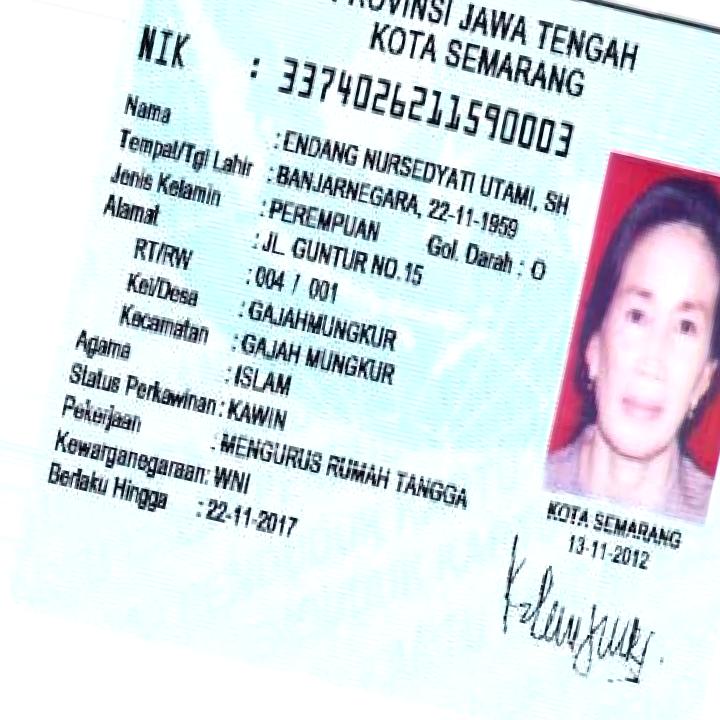 PROVINSI JAWA TENGAH
KOTA SEMARANG
NIK : 3374026211590003
Nama : ENDANG NURSEDYATI UTAMI, SH
Tempat/Tgl Lahir : BANJARNEGARA, 22-11-1959
Jenis Kelamin : PEREMPUAN Gol. Darah : O
Alamat : JL. GUNTUR NO.15
RT/RW : 004 / 001
Kel/Desa : GAJAHMUNGKUR
Kecamatan : GAJAH MUNGKUR
Agama : ISLAM
Status Perkawinan : KAWIN
Pekerjaan : MENGURUS RUMAH TANGGA
Kewarganegaraan: WNI
Berlaku Hingga : 22-11-2017
KOTA SEMARANG
13-11-2012